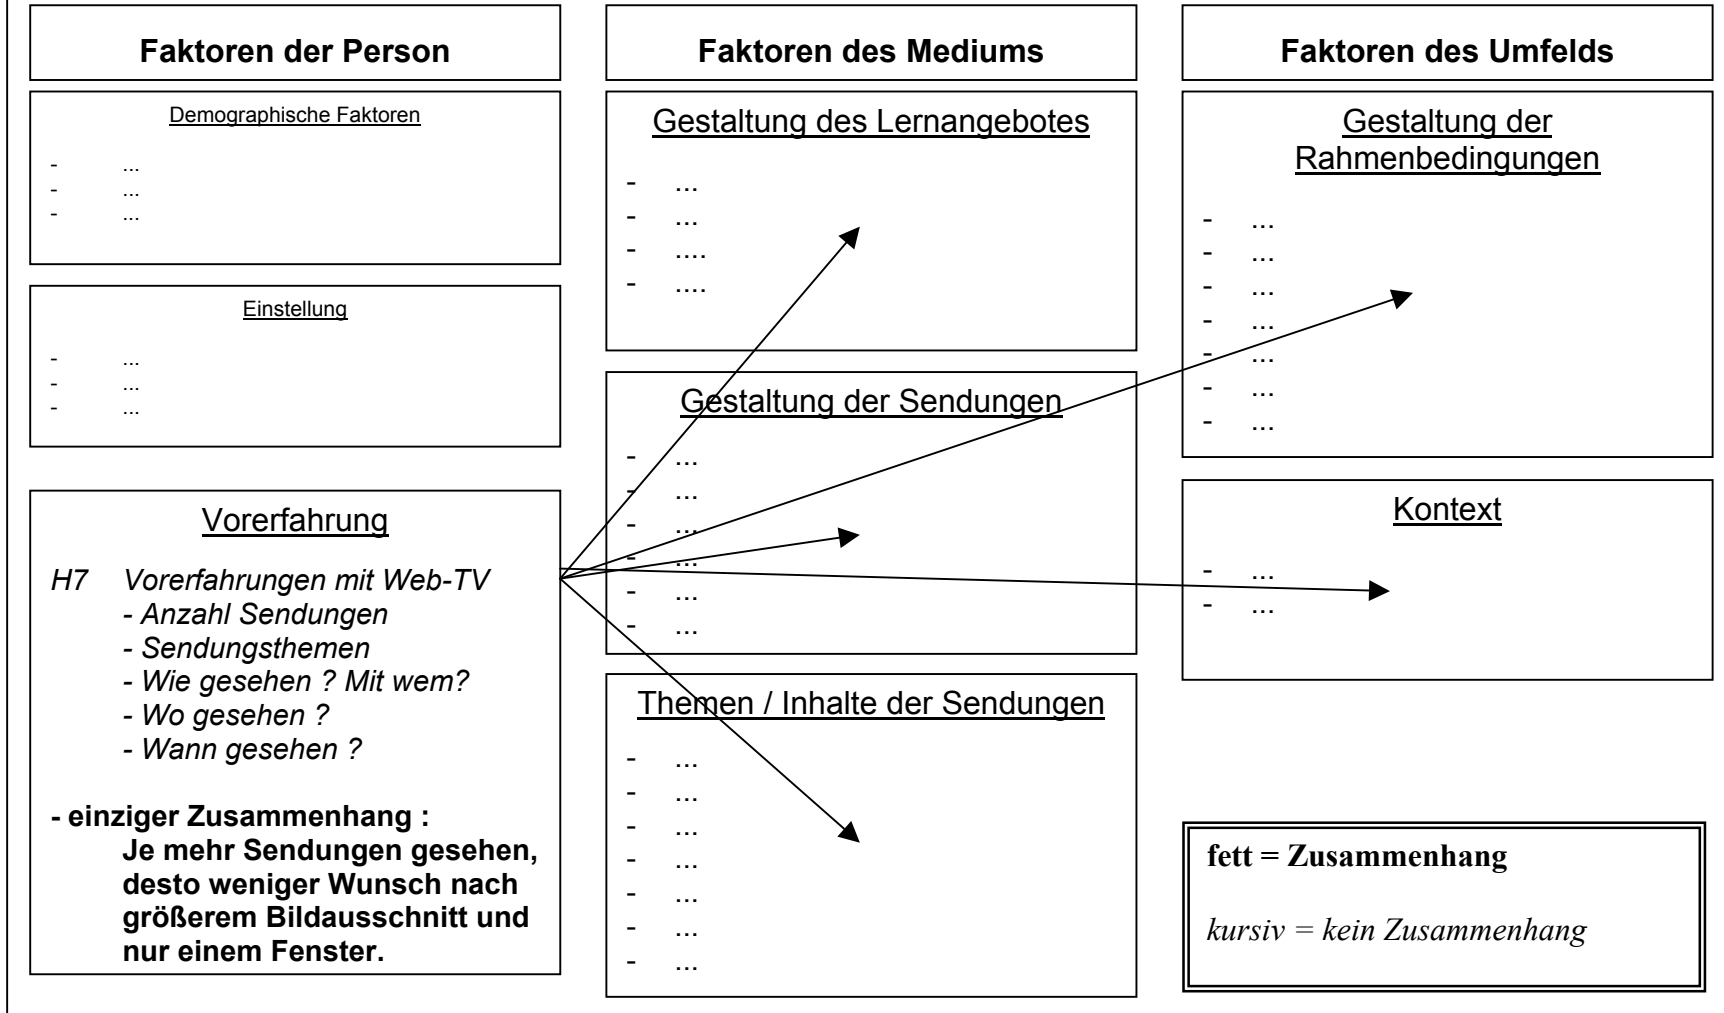 Faktoren der Person
Demographische Faktoren
- ...
- ...
- ...
Einstellung
- ...
- ...
- ...
Vorerfahrung
H7 Vorerfahrungen mit Web-TV
- Anzahl Sendungen
- Sendungsthemen
- Wie gesehen ? Mit wem?
- Wo gesehen ?
- Wann gesehen ?
- einziger Zusammenhang :
Je mehr Sendungen gesehen,
desto weniger Wunsch nach
größerem Bildausschnitt und
nur einem Fenster.
Faktoren des Mediums
Gestaltung des Lernangebotes
- ...
- ...
- ....
- ....
Gestaltung der Sendungen
- ...
- ...
- ...
- ...
- ...
- ...
Themen / Inhalte der Sendungen
- ...
- ...
- ...
- ...
- ...
- ...
- ...
Faktoren des Umfelds
Gestaltung der
Rahmenbedingungen
- ...
- ...
- ...
- ...
- ...
- ...
- ...
Kontext
- ...
- ...
fett = Zusammenhang
kursiv = kein Zusammenhang